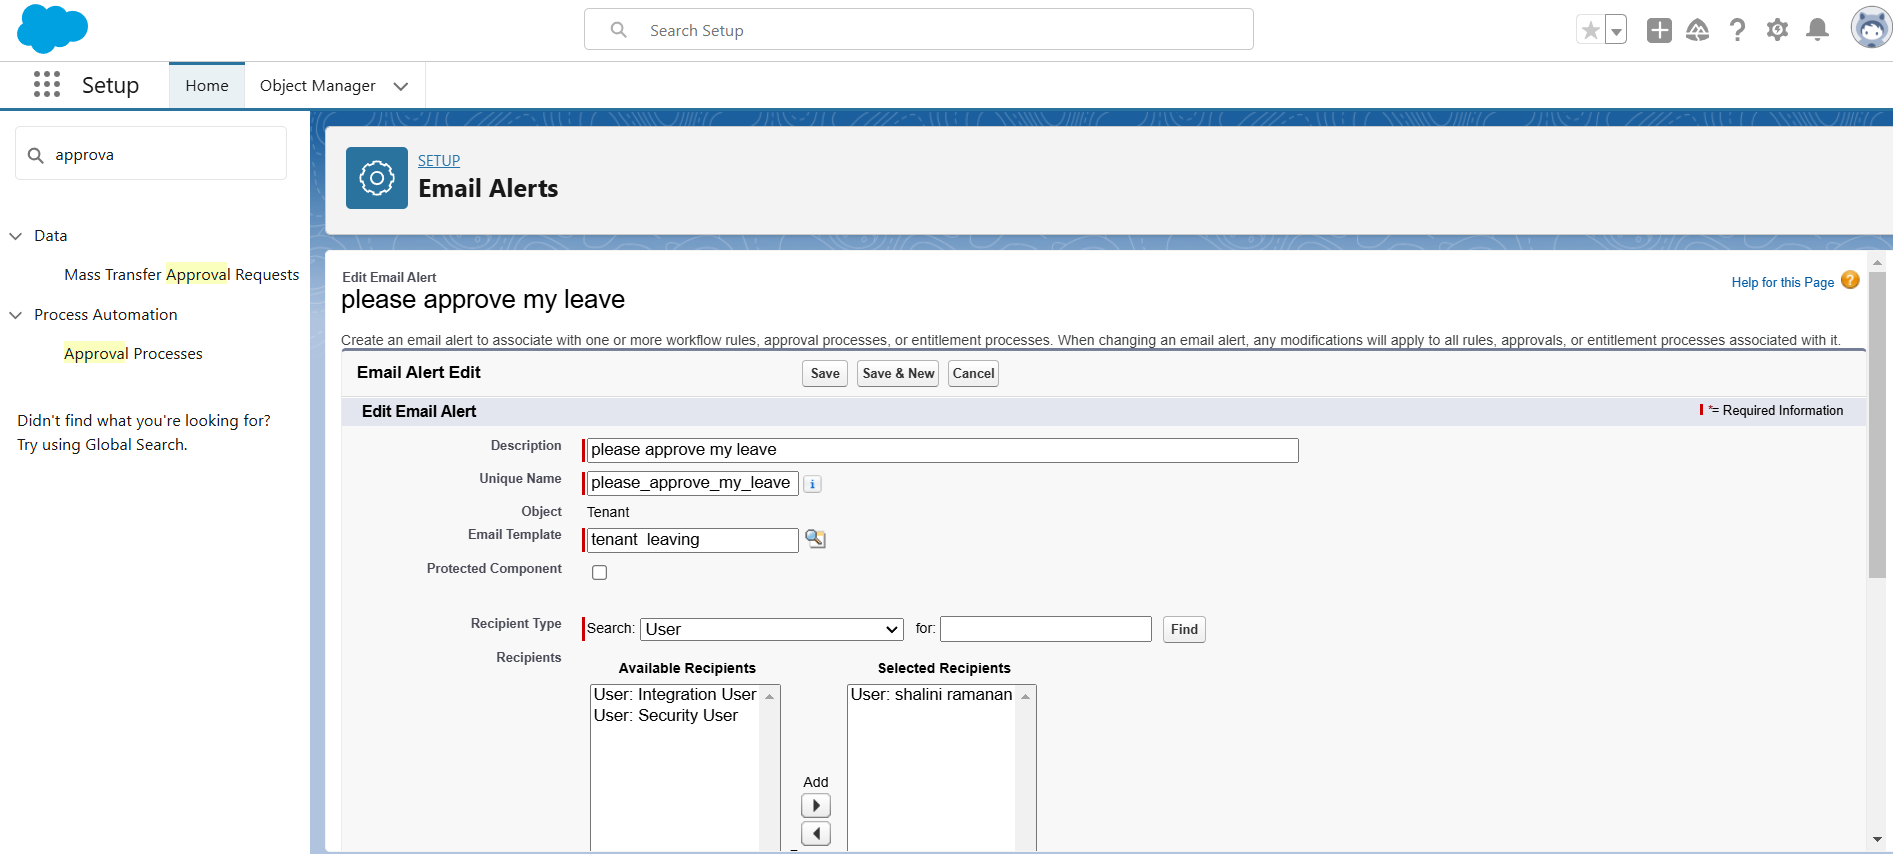 Search Setup
Setup
Home
Object Manager
approva
Data
Mass Transfer Approval Requests
Process Automation
Approval Processes
Didn't find what you're looking for?
Try using Global Search.
SETUP
Email Alerts
Edit Email Alert
please approve my leave
Help for this Page
Create an email alert to associate with one or more workflow rules, approval processes, or entitlement processes. When changing an email alert, any modifications will apply to all rules, approvals, or entitlement processes associated with it.
Email Alert Edit
Save
Save & New
Cancel
Edit Email Alert
*= Required Information
Description
please approve my leave
Unique Name
please_approve_my_leave
Object
Tenant
Email Template
tenant  leaving
Protected Component
Recipient Type
Search:
User
for:
Find
Recipients
Available Recipients
Selected Recipients
User: Integration User
User: Security User
User: shalini ramanan
Add